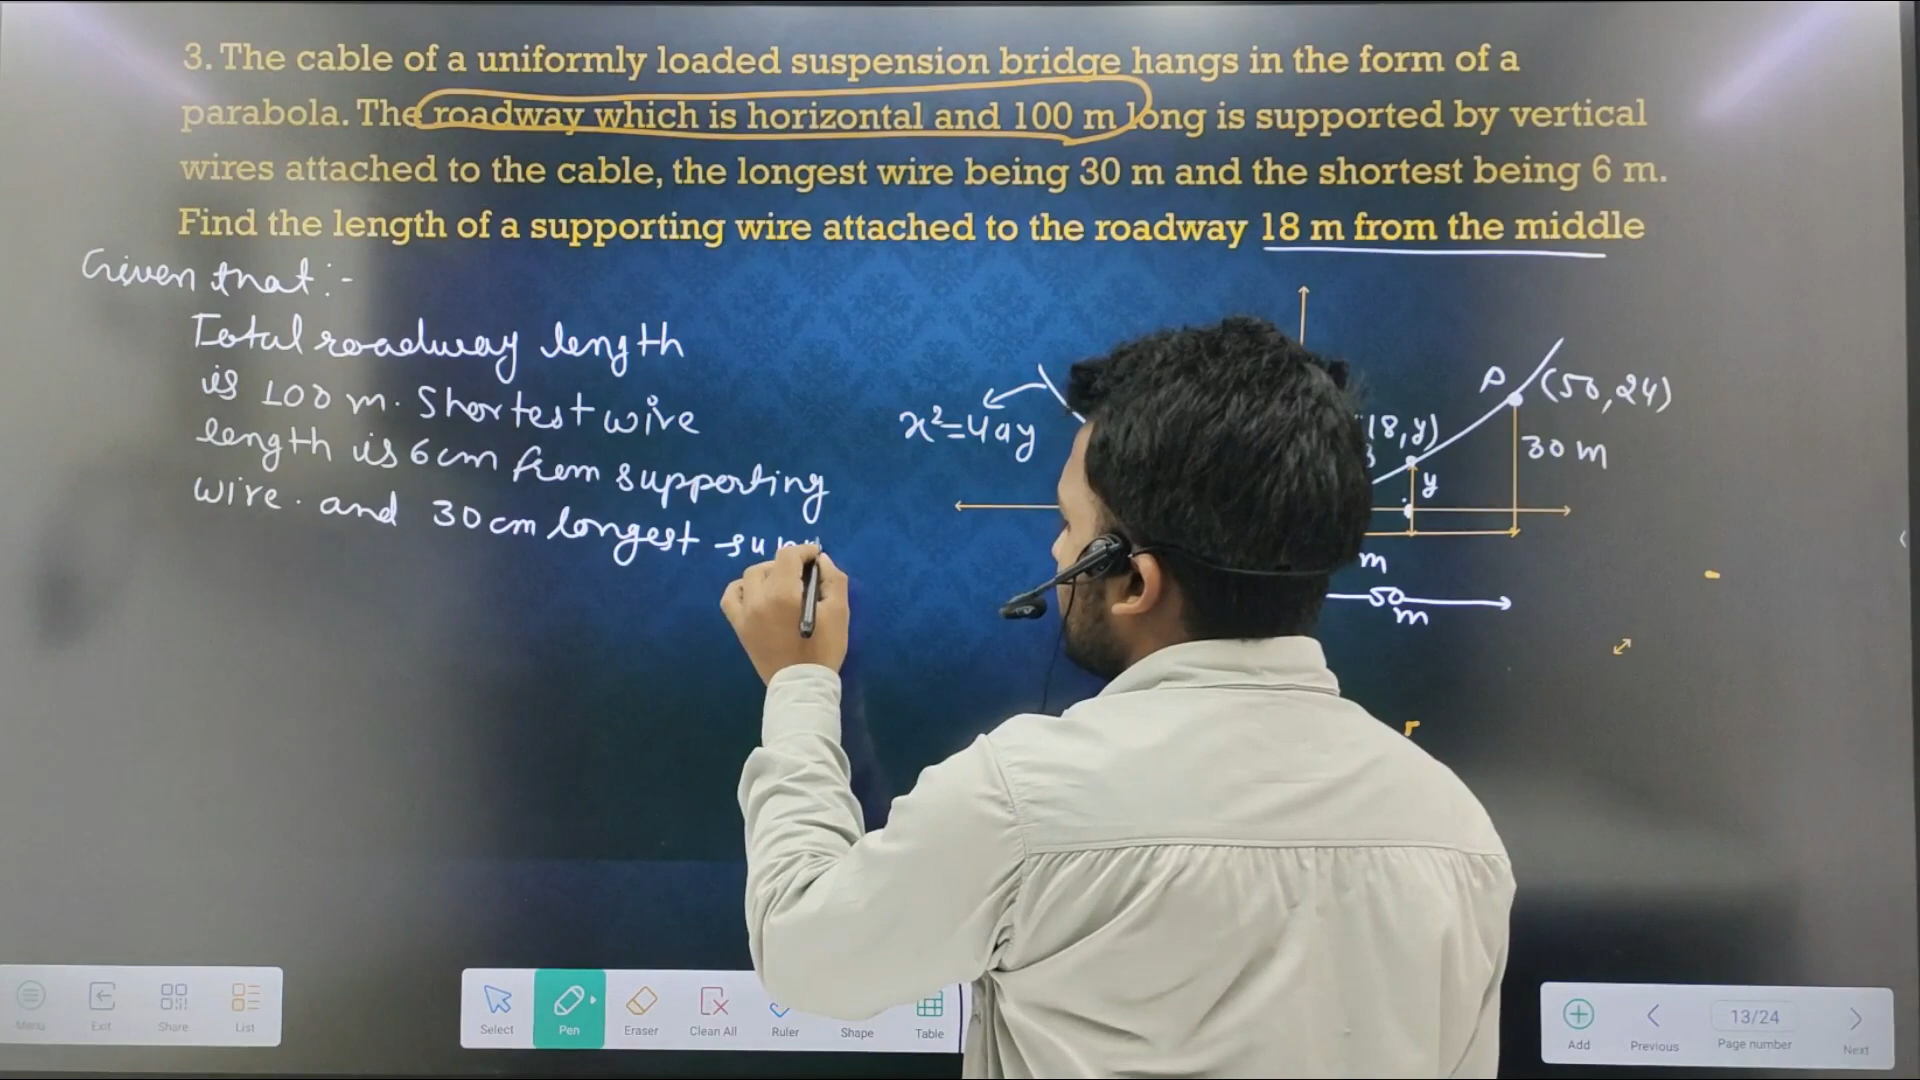 3. The cable of a uniformly loaded suspension bridge hangs in the form of a
parabola. The roadway which is horizontal and 100 m long is supported by vertical
wires attached to the cable, the longest wire being 30 m and the shortest being 6 m.
Find the length of a supporting wire attached to the roadway 18 m from the middle
Given that:-
Total roadway length
is 100 m. Shortest wire
length is 6cm from supporting
wire. and 30cm longest
x²=4ay
18, y)
y
(50,24)
30 m
m
50
m
Menu
Exit
Share
List
Select
Pen
Eraser
Clean All
Ruler
Shape
Table
Add
Previous
13/24
Page number
Next